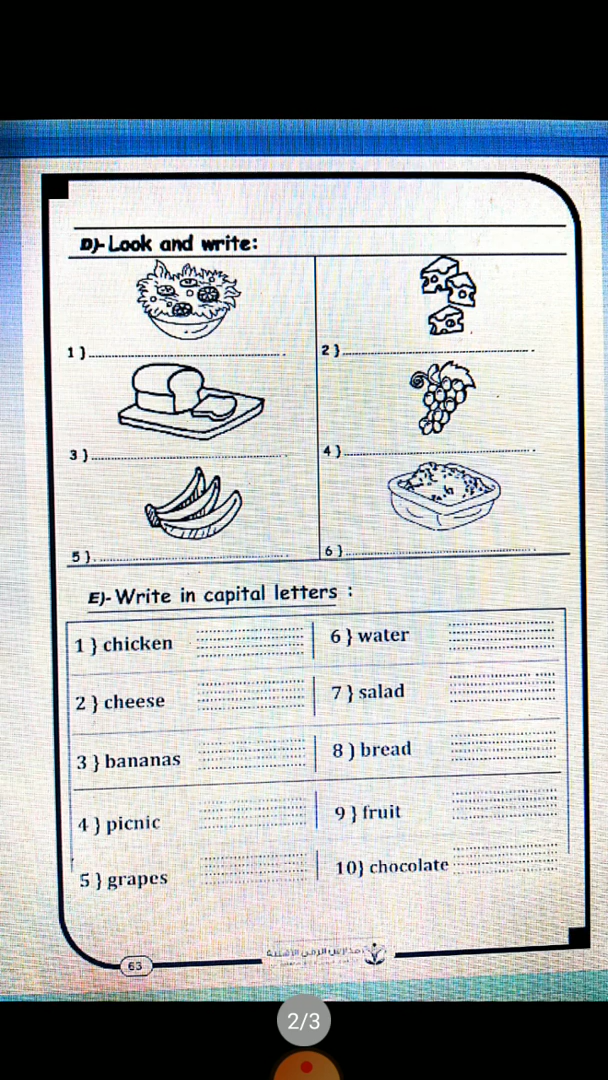 D)- Look and write:
1 )
2 )
3 )
4 )
5 )
6 )
E)- Write in capital letters :
1 } chicken
6 } water
2 } cheese
7 } salad
3 } bananas
8 ) bread
4 } picnic
9 } fruit
5 } grapes
10} chocolate
63
2/3